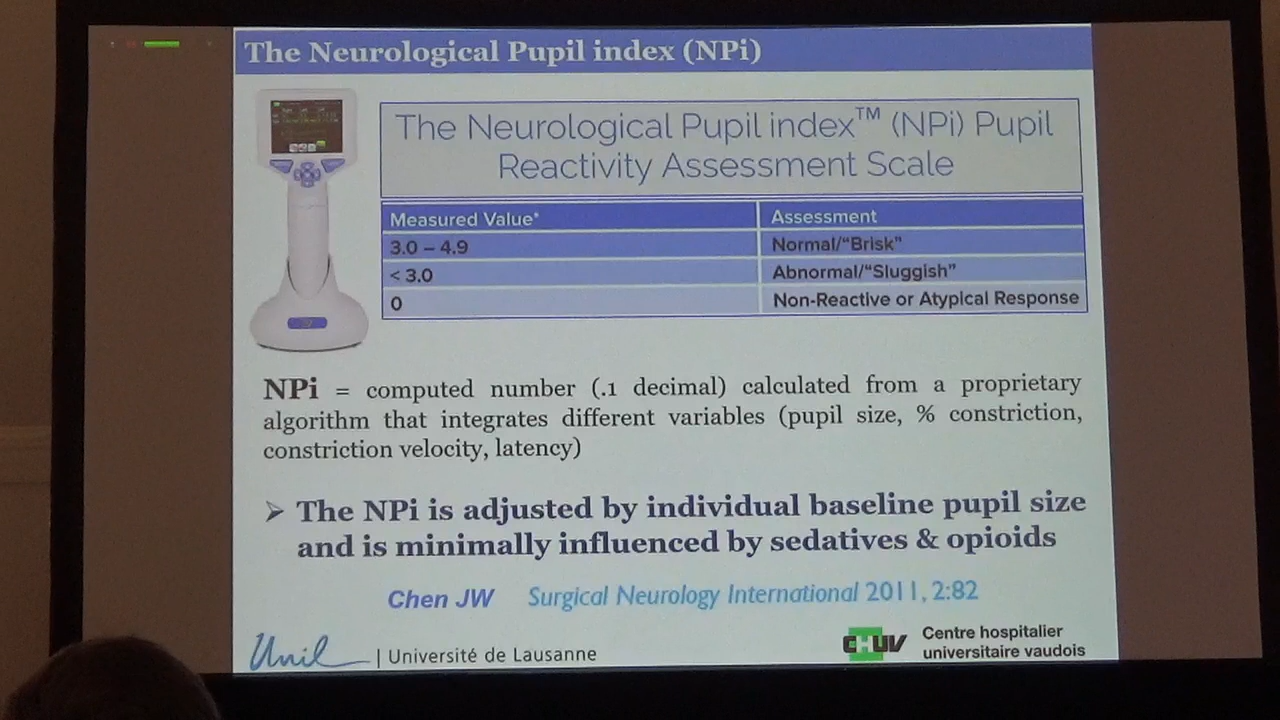 The Neurological Pupil index (NPi)
The Neurological Pupil index™ (NPi) Pupil
Reactivity Assessment Scale
Measured Value* Assessment
3.0 – 4.9 Normal/“Brisk”
< 3.0 Abnormal/“Sluggish”
0 Non-Reactive or Atypical Response
NPi = computed number (.1 decimal) calculated from a proprietary
algorithm that integrates different variables (pupil size, % constriction,
constriction velocity, latency)
➢ The NPi is adjusted by individual baseline pupil size
and is minimally influenced by sedatives & opioids
Chen JW Surgical Neurology International 2011, 2:82
Unil | Université de Lausanne
CHUV Centre hospitalier
universitaire vaudois